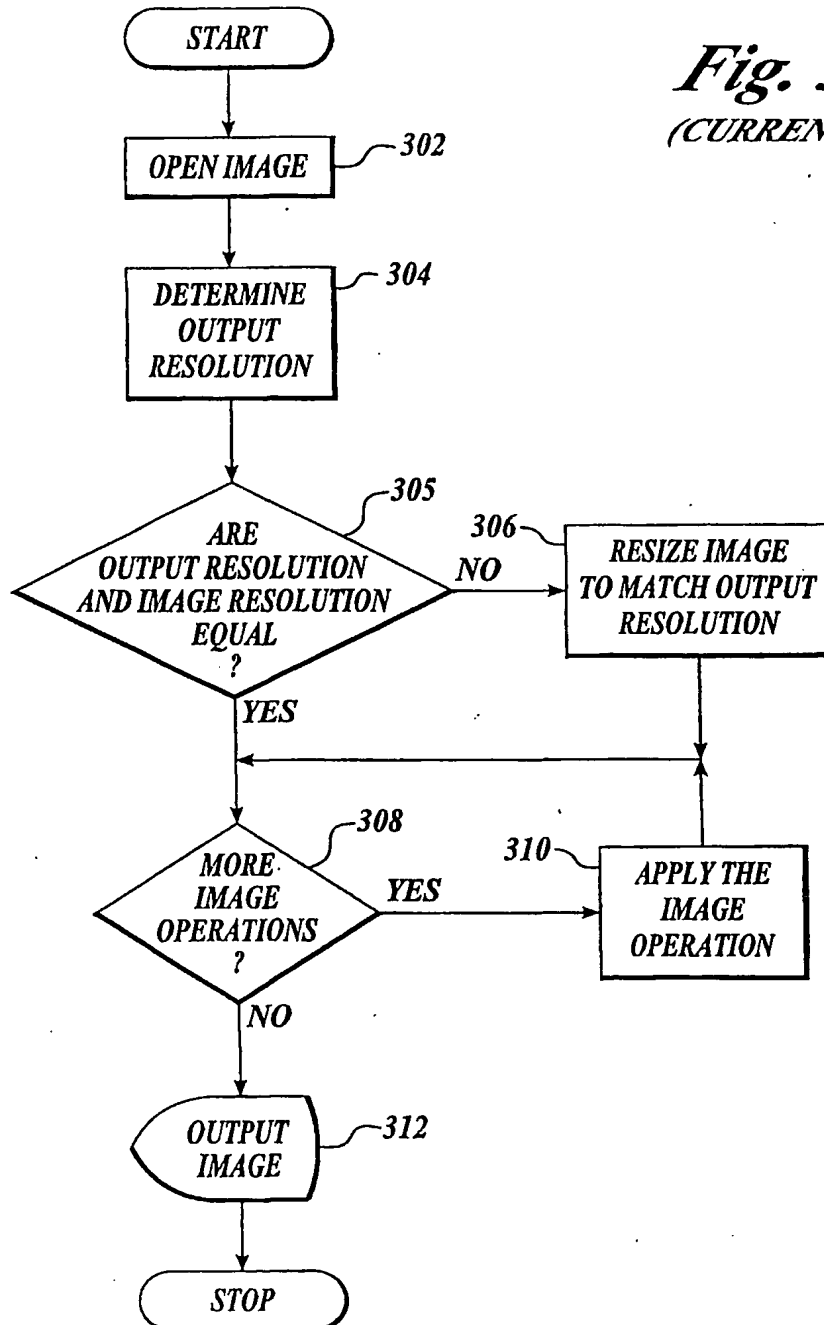 START
Fig.
(CURREN
OPEN IMAGE
302
DETERMINE
OUTPUT
RESOLUTION
304
ARE
OUTPUT RESOLUTION
AND IMAGE RESOLUTION
EQUAL
?
305
NO
306
RESIZE IMAGE
TO MATCH OUTPUT
RESOLUTION
YES
MORE
IMAGE
OPERATIONS
?
308
YES
310
APPLY THE
IMAGE
OPERATION
NO
OUTPUT
IMAGE
312
STOP